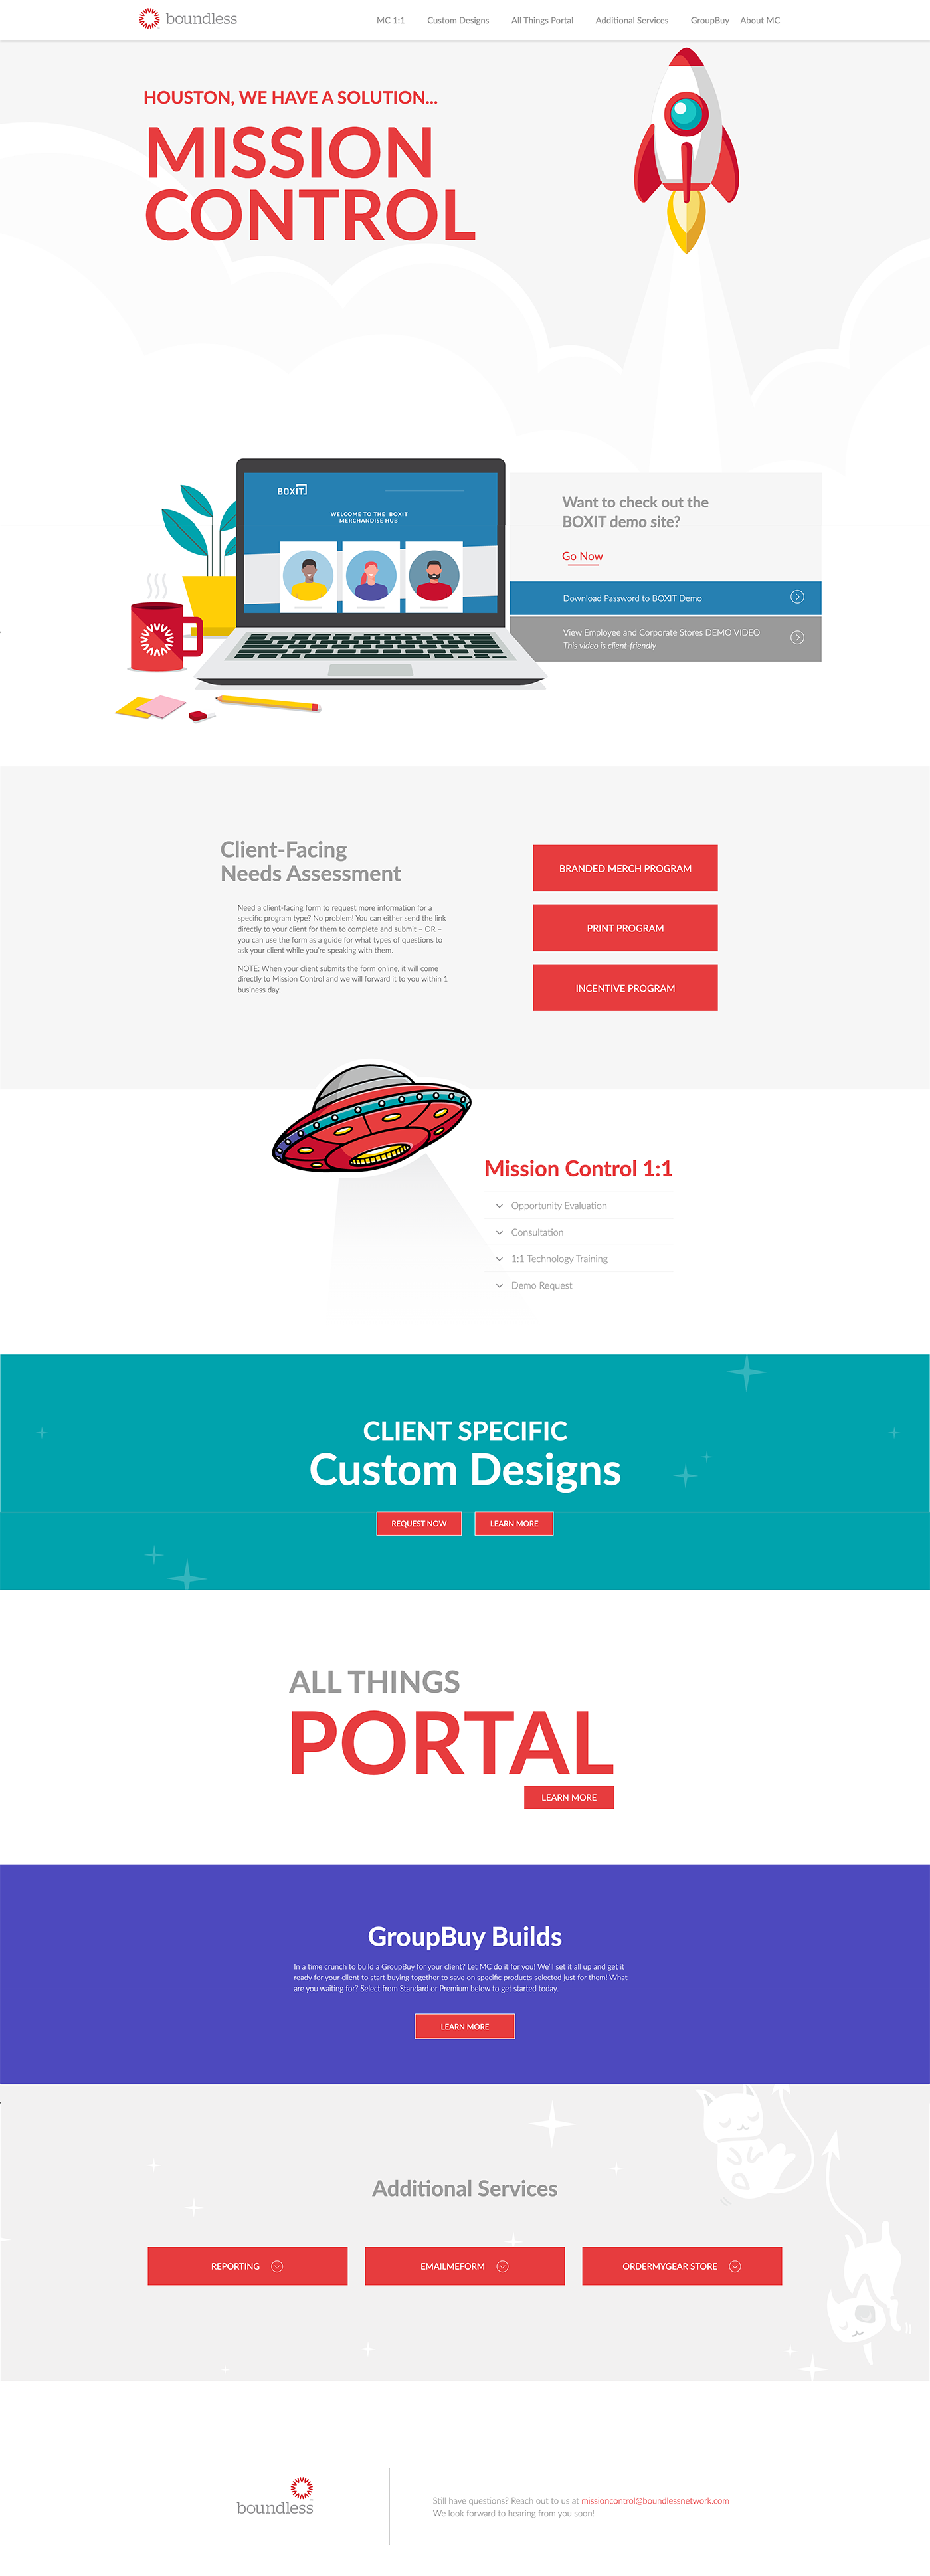 boundless
MC 1:1
Custom Designs
All Things Portal
Additional Services
GroupBuy
About MC
HOUSTON, WE HAVE A SOLUTION...
MISSION
CONTROL
BOXIT
WELCOME TO THE BOXIT
MERCHANDISE HUB
Want to check out the
BOXIT demo site?
Go Now
Download Password to BOXIT Demo
View Employee and Corporate Stores DEMO VIDEO
This video is client-friendly
Client-Facing
Needs Assessment
Need a client-facing form to request more information for a
specific program type? No problem! You can either send the link
directly to your client for them to complete and submit – OR –
you can use the form as a guide for what types of questions to
ask your client while you're speaking with them.
NOTE: When your client submits the form online, it will come
directly to Mission Control and we will forward it to you within 1
business day.
BRANDED MERCH PROGRAM
PRINT PROGRAM
INCENTIVE PROGRAM
Mission Control 1:1
Opportunity Evaluation
Consultation
1:1 Technology Training
Demo Request
CLIENT SPECIFIC
Custom Designs
REQUEST NOW
LEARN MORE
ALL THINGS
PORTAL
LEARN MORE
GroupBuy Builds
In a time crunch to build a GroupBuy for your client? Let MC do it for you! We'll set it all up and get it
ready for your client to start buying together to save on specific products selected just for them! What
are you waiting for? Select from Standard or Premium below to get started today.
LEARN MORE
Additional Services
REPORTING
EMAILMEFORM
ORDERMYGEAR STORE
boundless
Still have questions? Reach out to us at missioncontrol@boundlessnetwork.com
We look forward to hearing from you soon!